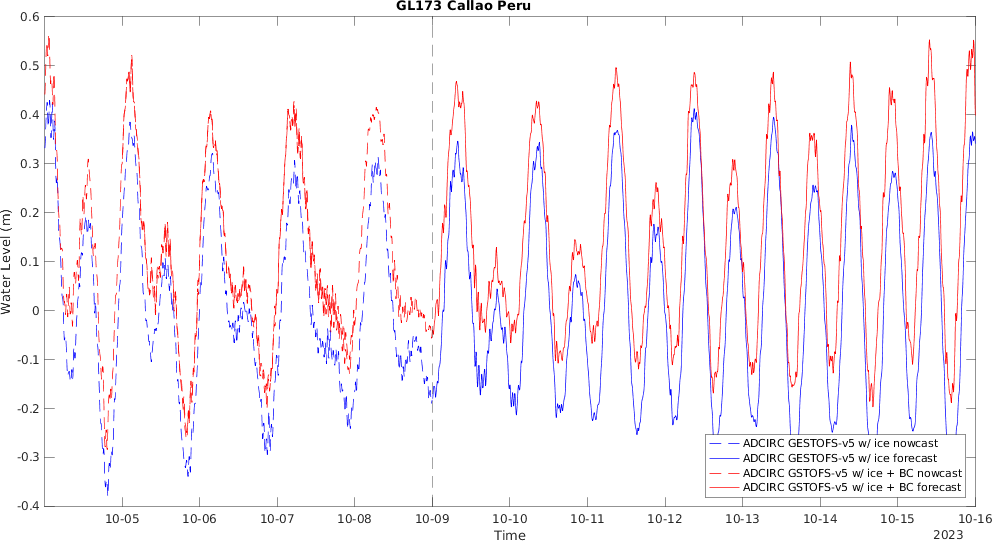 GL173 Callao Peru
0.6
0.5
0.4
0.3
0.2
0.1
0
-0.1
-0.2
-0.3
-0.4
Water Level (m)
ADCIRC GESTOFS-v5 w/ ice nowcast
ADCIRC GESTOFS-v5 w/ ice forecast
ADCIRC GSTOFS-v5 w/ ice + BC nowcast
ADCIRC GSTOFS-v5 w/ ice + BC forecast
10-05 10-06 10-07 10-08 10-09 10-10 10-11 10-12 10-13 10-14 10-15 10-16
Time
2023